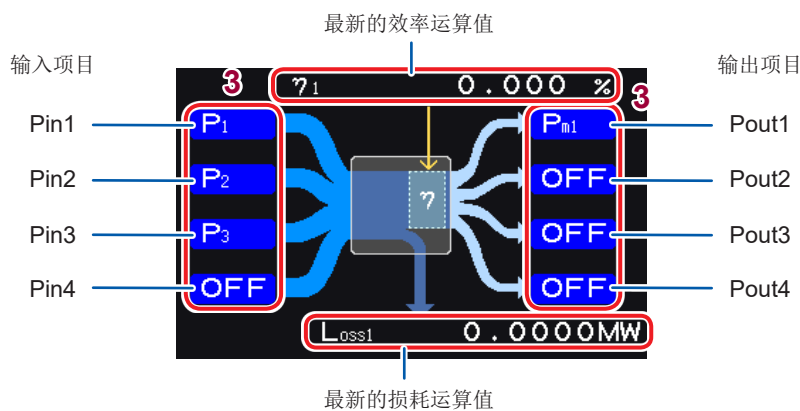 最新的效率运算值
输入项目
输出项目
3
η1 0.000 %
3
Pin1
P1
Pm1
Pout1
Pin2
P2
OFF
Pout2
η
Pin3
P3
OFF
Pout3
Pin4
OFF
OFF
Pout4
Loss1 0.0000MW
最新的损耗运算值